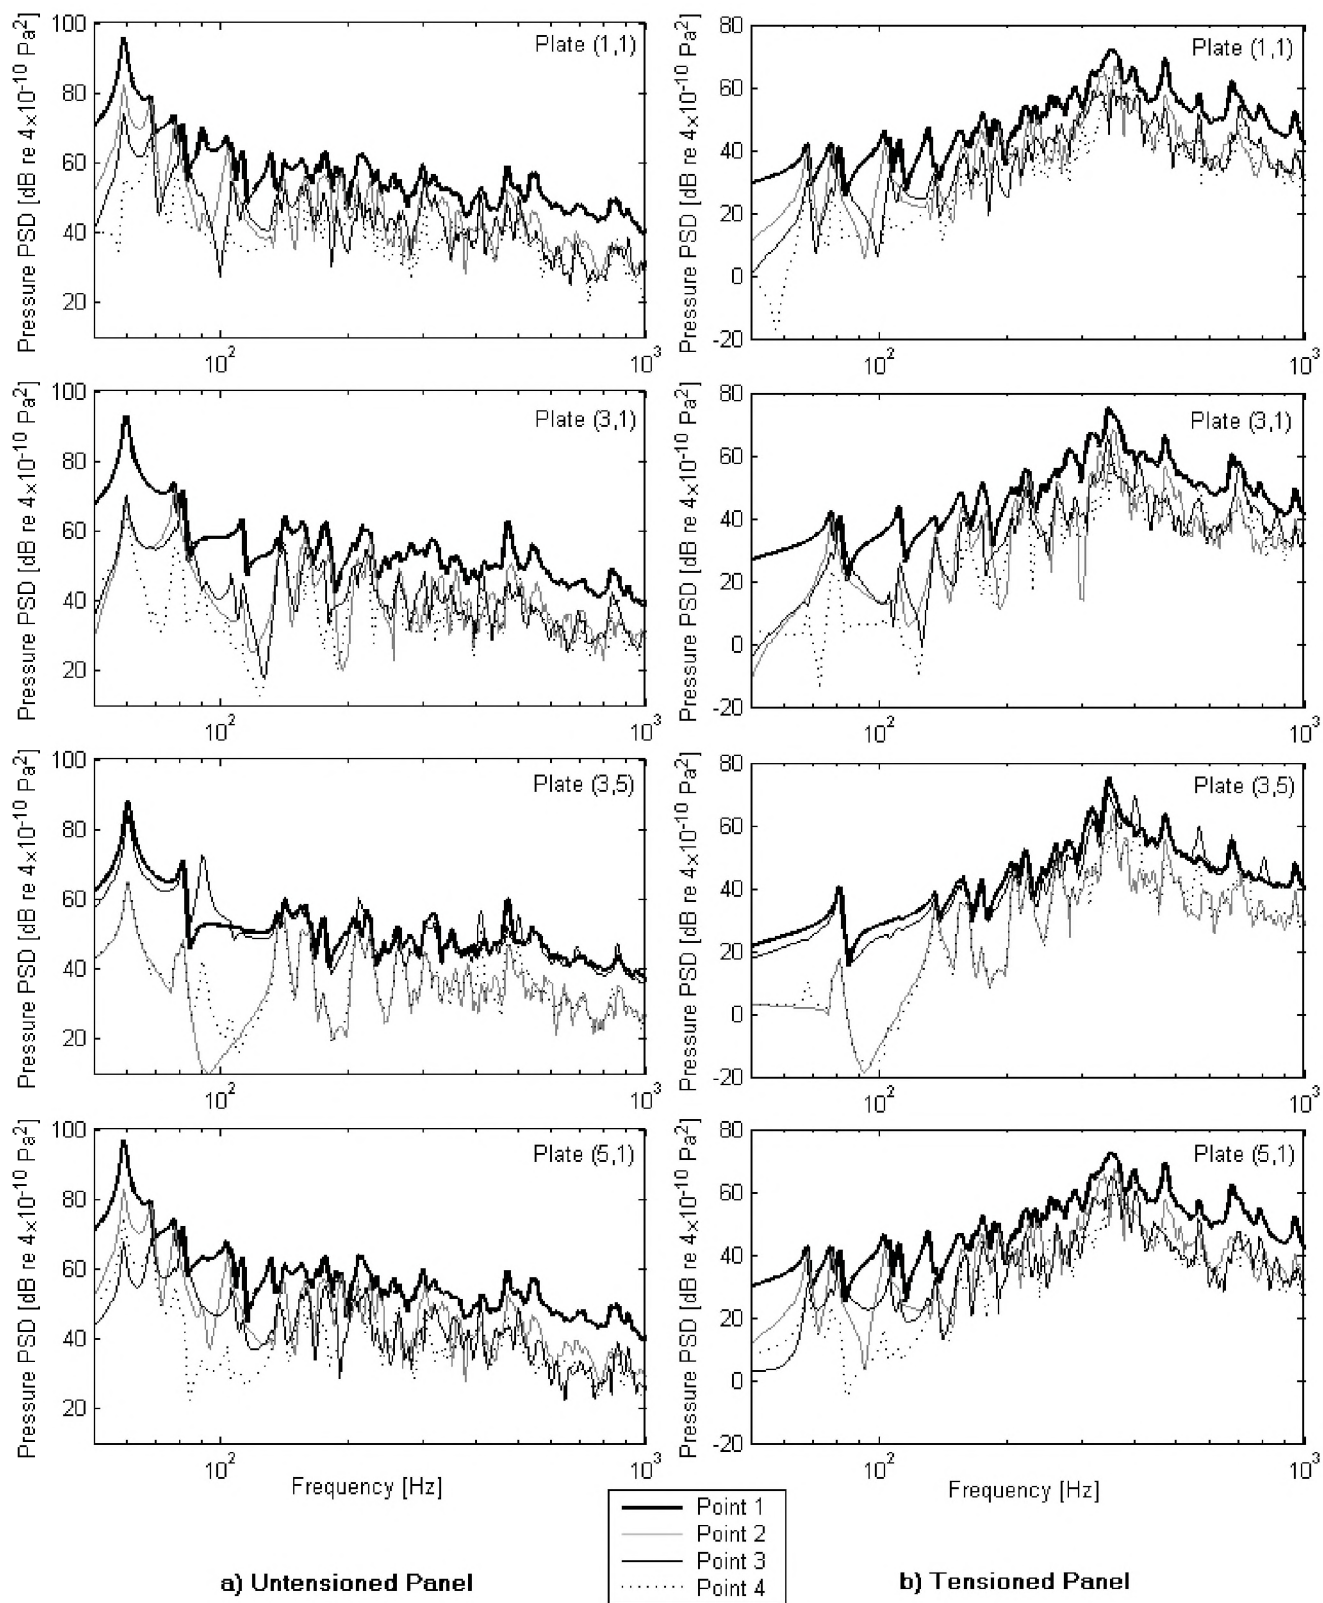 Pressure PSD [dB re 4×10⁻¹⁰ Pa²]
100
80
60
40
20
Plate (1,1)
10²
10³
Pressure PSD [dB re 4×10⁻¹⁰ Pa²]
80
60
40
20
0
-20
Plate (1,1)
10²
10³
Pressure PSD [dB re 4×10⁻¹⁰ Pa²]
100
80
60
40
20
Plate (3,1)
10²
10³
Pressure PSD [dB re 4×10⁻¹⁰ Pa²]
80
60
40
20
0
-20
Plate (3,1)
10²
10³
Pressure PSD [dB re 4×10⁻¹⁰ Pa²]
100
80
60
40
20
Plate (3,5)
10²
10³
Pressure PSD [dB re 4×10⁻¹⁰ Pa²]
80
60
40
20
0
-20
Plate (3,5)
10²
10³
Pressure PSD [dB re 4×10⁻¹⁰ Pa²]
100
80
60
40
20
Plate (5,1)
10²
10³
Frequency [Hz]
Pressure PSD [dB re 4×10⁻¹⁰ Pa²]
80
60
40
20
0
-20
Plate (5,1)
10²
10³
Frequency [Hz]
Point 1
Point 2
Point 3
Point 4
a) Untensioned Panel
b) Tensioned Panel